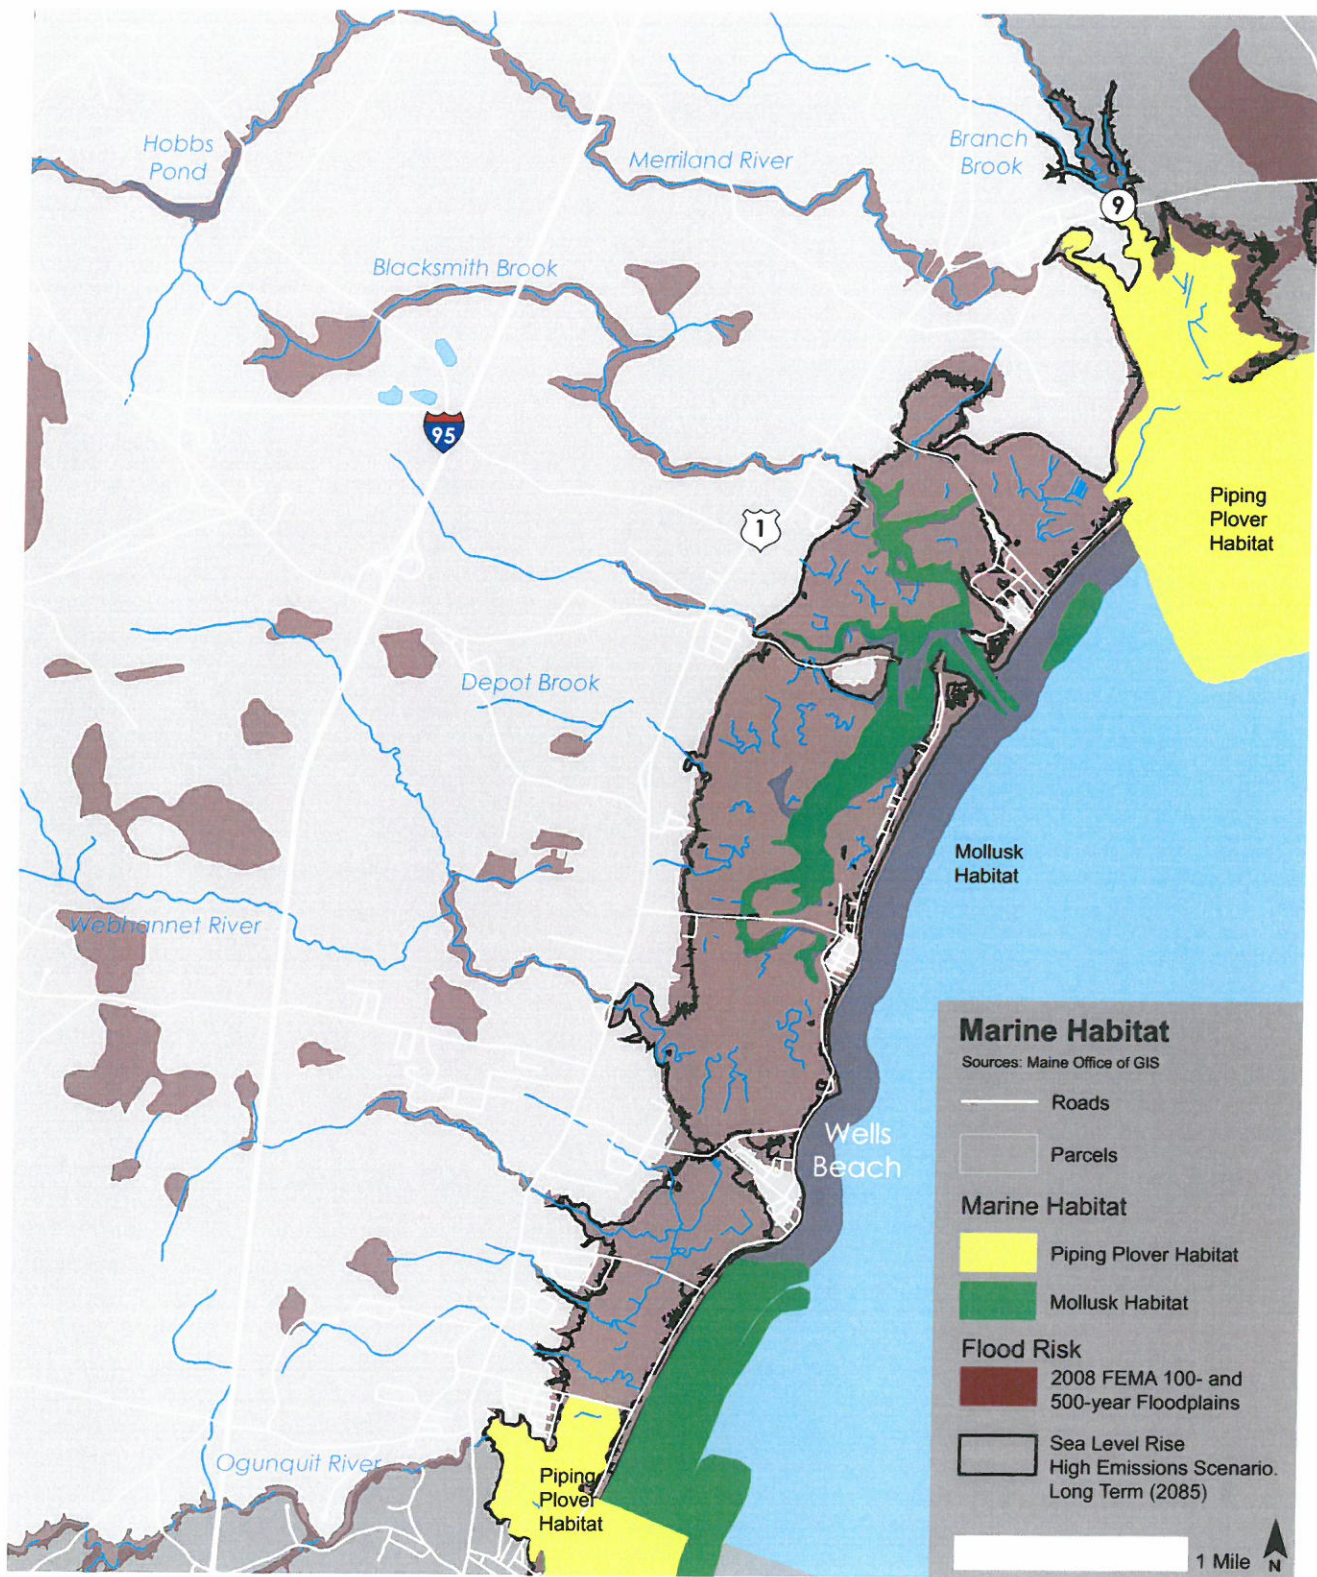 Hobbs
Pond
Merriland River
Branch
Brook
9
Blacksmith Brook
95
1
Piping
Plover
Habitat
Depot Brook
Mollusk
Habitat
Webhannet River
Wells
Beach
Ogunquit River
Piping
Plover
Habitat
Marine Habitat
Sources: Maine Office of GIS
Roads
Parcels
Marine Habitat
Piping Plover Habitat
Mollusk Habitat
Flood Risk
2008 FEMA 100- and
500-year Floodplains
Sea Level Rise
High Emissions Scenario.
Long Term (2085)
1 Mile
N